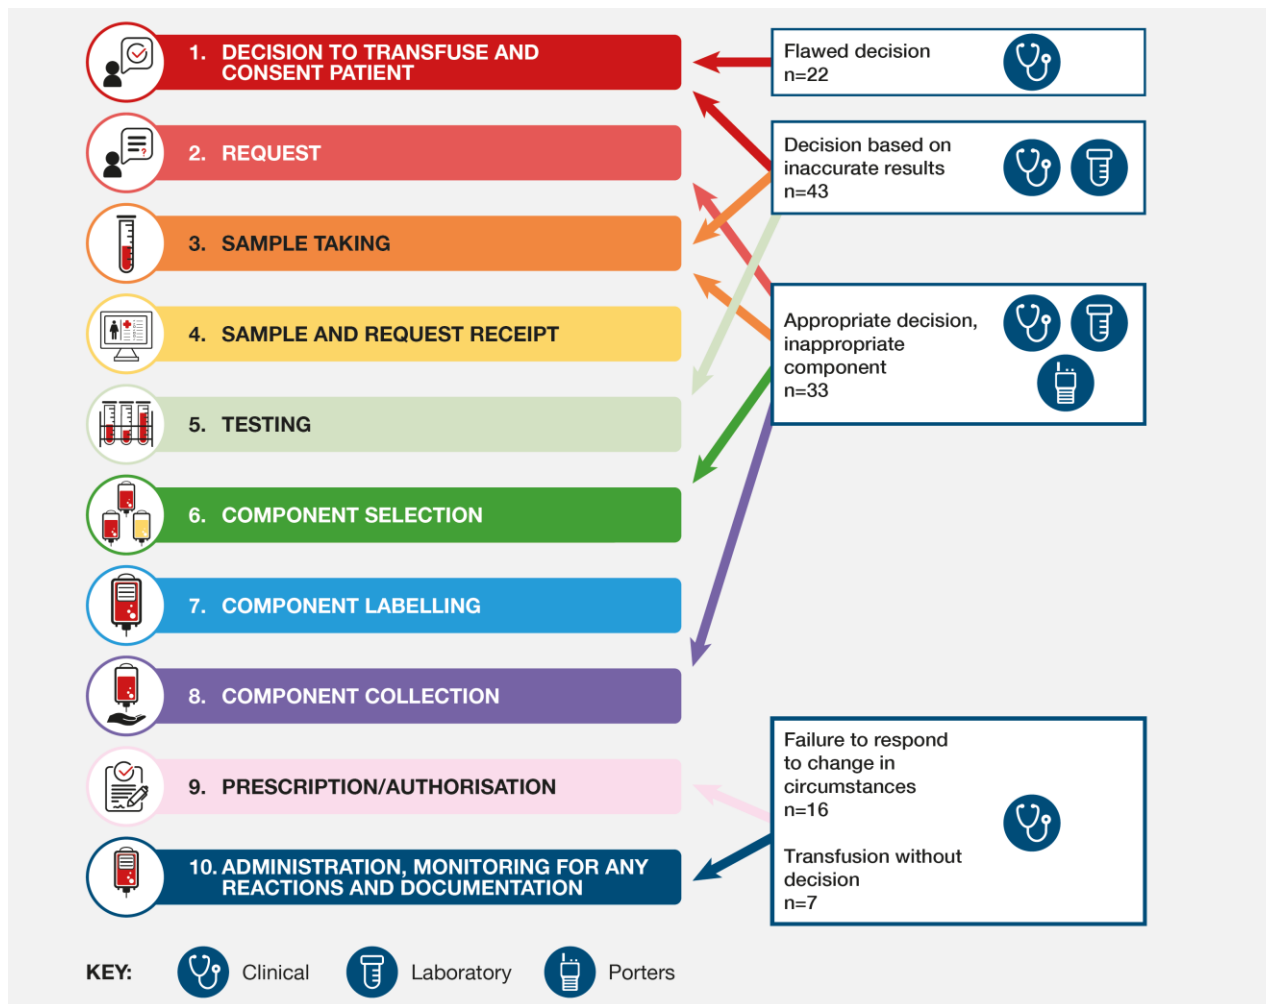 1. DECISION TO TRANSFUSE AND
CONSENT PATIENT
2. REQUEST
3. SAMPLE TAKING
4. SAMPLE AND REQUEST RECEIPT
5. TESTING
6. COMPONENT SELECTION
7. COMPONENT LABELLING
8. COMPONENT COLLECTION
9. PRESCRIPTION/AUTHORISATION
10. ADMINISTRATION, MONITORING FOR ANY
REACTIONS AND DOCUMENTATION
Flawed decision
n=22
Decision based on
inaccurate results
n=43
Appropriate decision,
inappropriate
component
n=33
Failure to respond
to change in
circumstances
n=16
Transfusion without
decision
n=7
KEY: Clinical Laboratory Porters